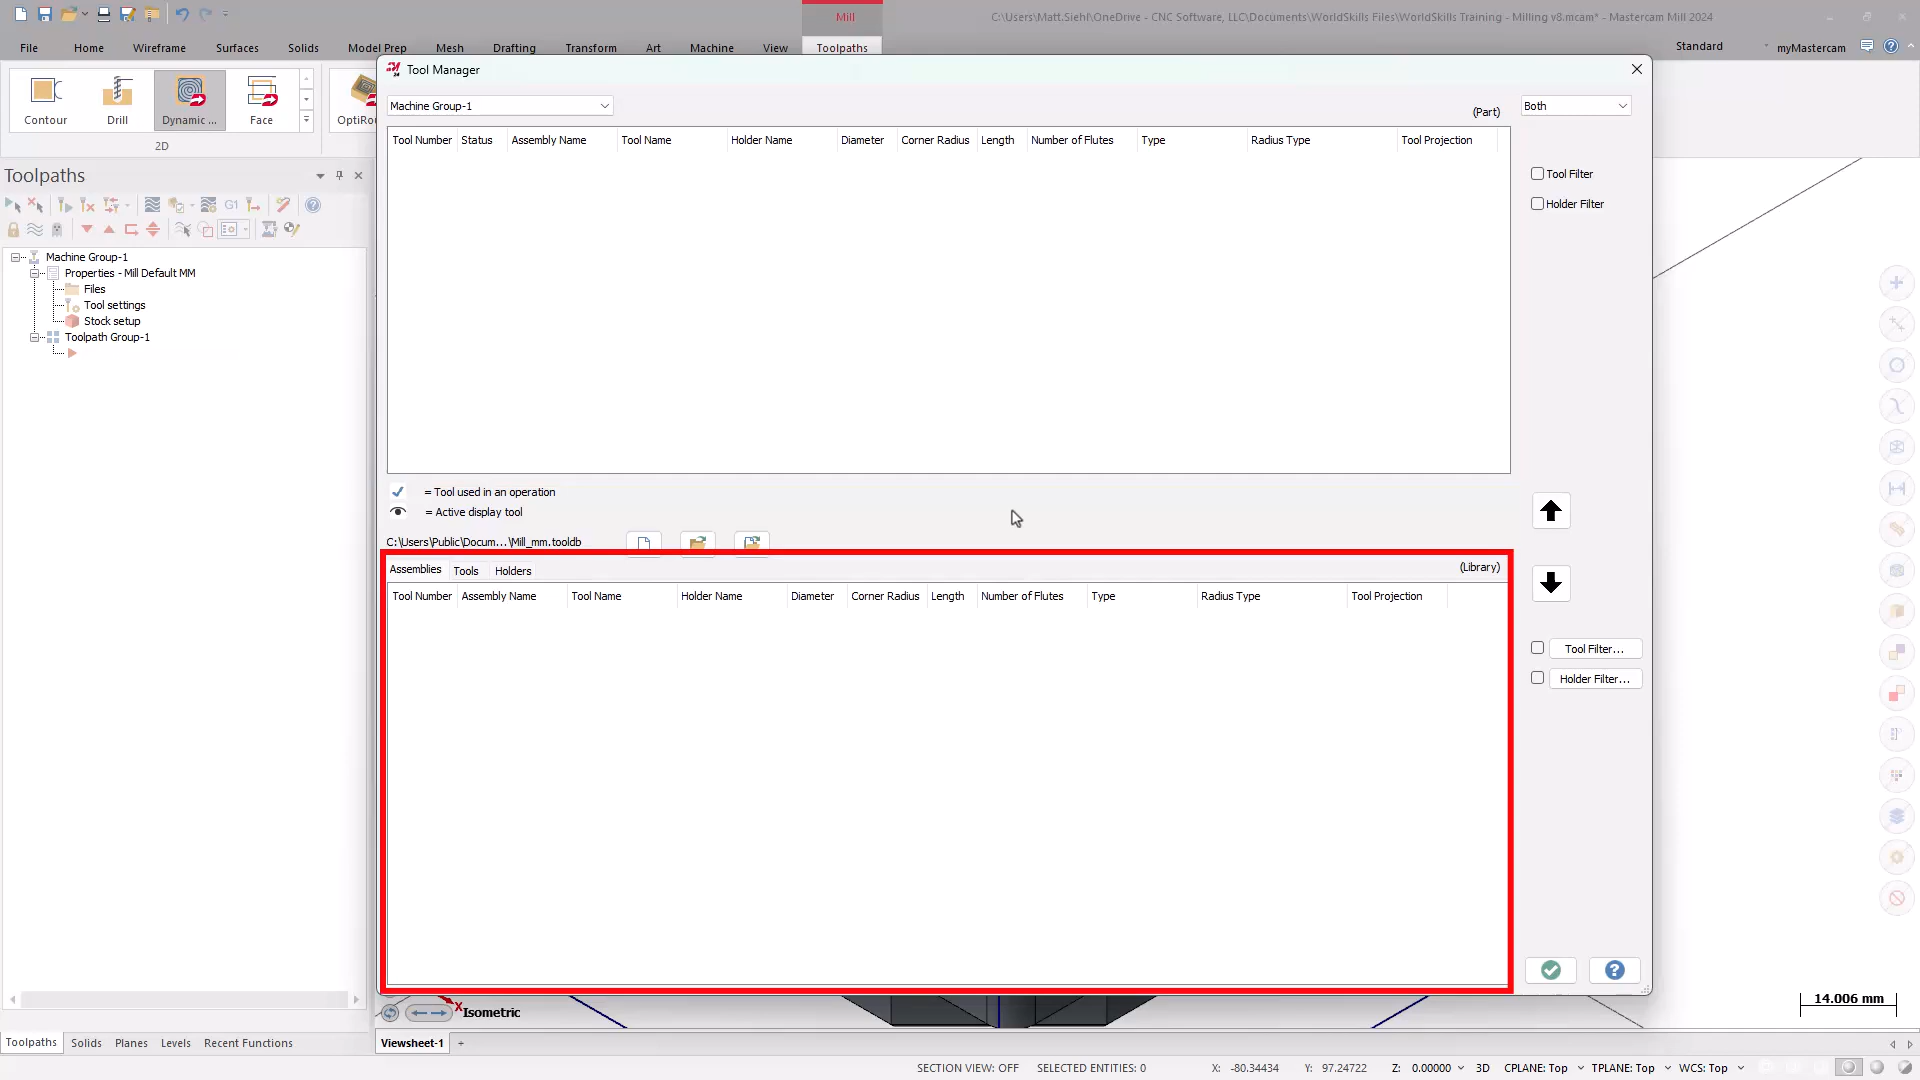 Mill
C:\Users\Matt.Siehl\OneDrive - CNC Software, LLC\Documents\WorldSkills Files\WorldSkills Training - Milling v8.mcam* - Mastercam Mill 2024
File Home Wireframe Surfaces Solids Model Prep Mesh Drafting Transform Art Machine View Toolpaths
Standard myMastercam
Contour Drill Dynamic ... Face OptiRo
2D
Tool Manager
Machine Group-1
(Part) Both
Tool Number Status Assembly Name Tool Name Holder Name Diameter Corner Radius Length Number of Flutes Type Radius Type Tool Projection
Tool Filter
Holder Filter
Toolpaths
G1
Machine Group-1
Properties - Mill Default MM
Files
Tool settings
Stock setup
Toolpath Group-1
= Tool used in an operation
= Active display tool
C:\Users\Public\Docum...\Mill_mm.tooldb
Assemblies Tools Holders (Library)
Tool Number Assembly Name Tool Name Holder Name Diameter Corner Radius Length Number of Flutes Type Radius Type Tool Projection
Tool Filter...
Holder Filter...
X
Isometric
14.006 mm
Toolpaths Solids Planes Levels Recent Functions
Viewsheet-1 +
SECTION VIEW: OFF SELECTED ENTITIES: 0 X: -80.34434 Y: 97.24722 Z: 0.00000 3D CPLANE: Top TPLANE: Top WCS: Top